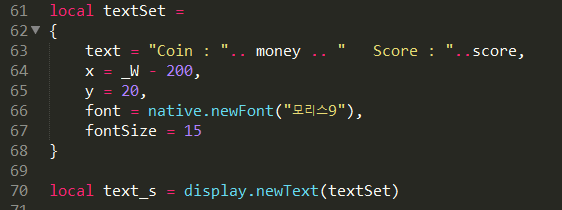 61 local textSet =
62 {
63     text = "Coin : ".. money .. "   Score : "..score,
64     x = _W - 200,
65     y = 20,
66     font = native.newFont("모리스9"),
67     fontSize = 15
68 }
69
70 local text_s = display.newText(textSet)